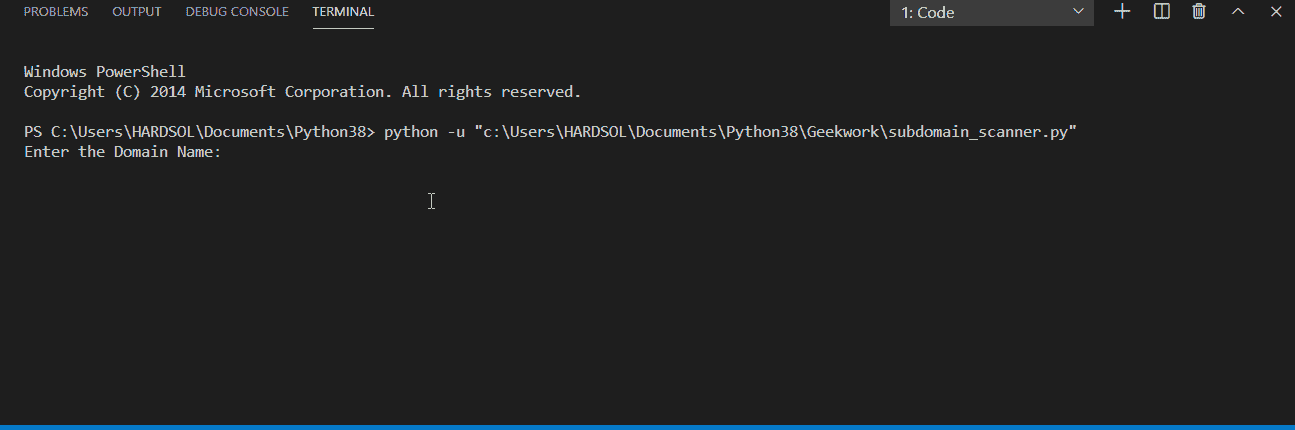 PROBLEMS OUTPUT DEBUG CONSOLE TERMINAL 1: Code
Windows PowerShell
Copyright (C) 2014 Microsoft Corporation. All rights reserved.
PS C:\Users\HARDSOL\Documents\Python38> python -u "c:\Users\HARDSOL\Documents\Python38\Geekwork\subdomain_scanner.py"
Enter the Domain Name: